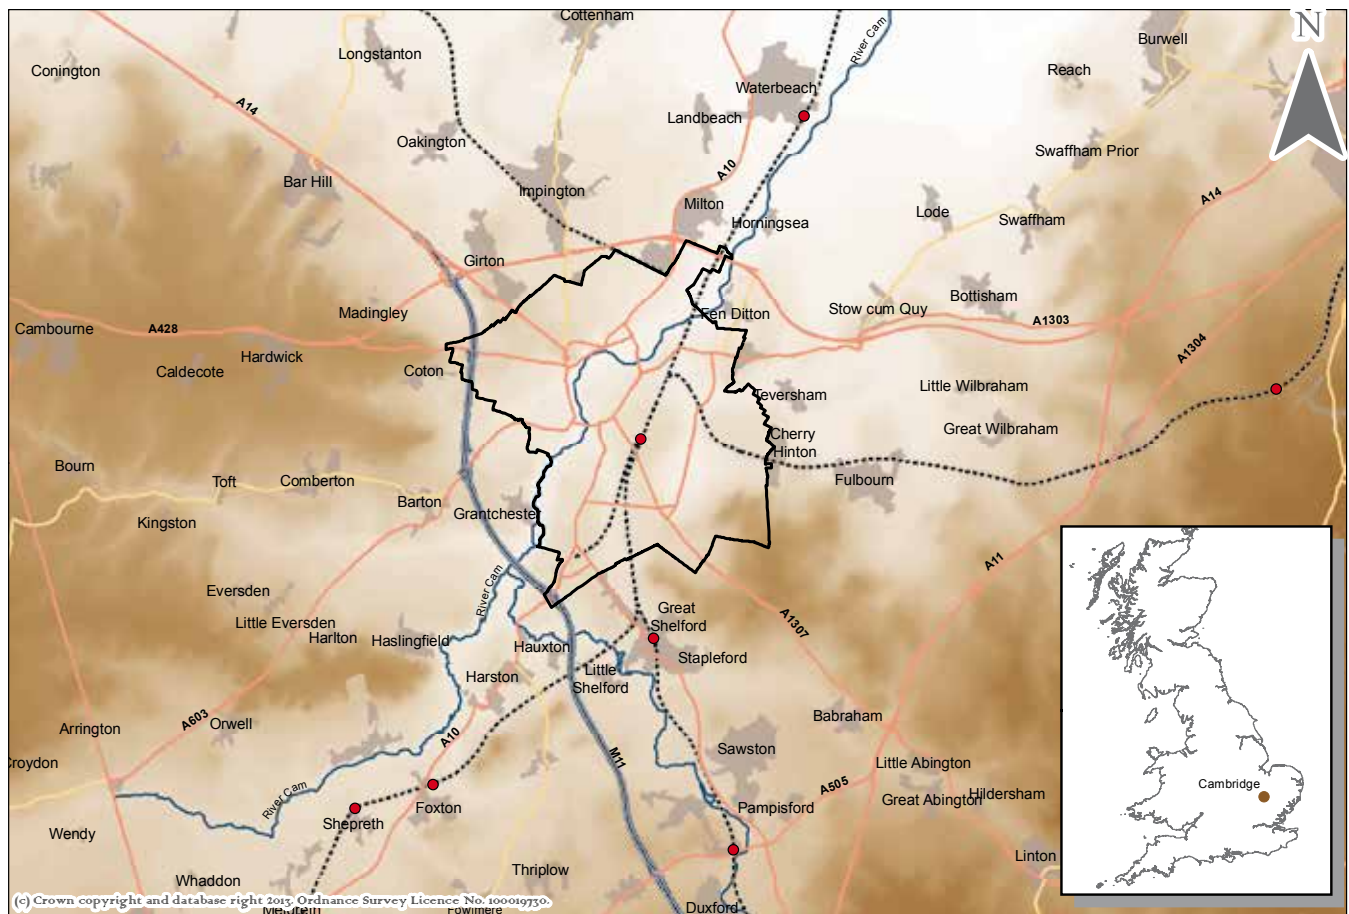 Cottenham
River Cam
N
Burwell
Longstanton
Conington
Reach
Waterbeach
A14
Landbeach
Oakington
Swaffham Prior
A10
Bar Hill
Impington
A14
Milton
Lode
Swaffham
Horningsea
Girton
Bottisham
Madingley
Fen Ditton
Stow cum Quy
A1303
Cambourne
A428
Hardwick
A1304
Caldecote
Coton
Teversham
Little Wilbraham
Cherry
Hinton
Great Wilbraham
Bourn
Toft
Comberton
Fulbourn
Barton
Grantchester
Kingston
A11
River Cam
Eversden
Great
Shelford
A1307
Little Eversden
Harlton
Haslingfield
Hauxton
Stapleford
Little
Shelford
Harston
A603
Orwell
Babraham
Arrington
A10
Sawston
M11
Croydon
Little Abington
A505
Cambridge
River Cam
Great Abington
Hildersham
Foxton
Pampisford
Shepreth
Wendy
Linton
Thriplow
Whaddon
(c) Crown copyright and database right 2013. Ordnance Survey Licence No. 100019730.
Meldreth
Fowlmere
Duxford